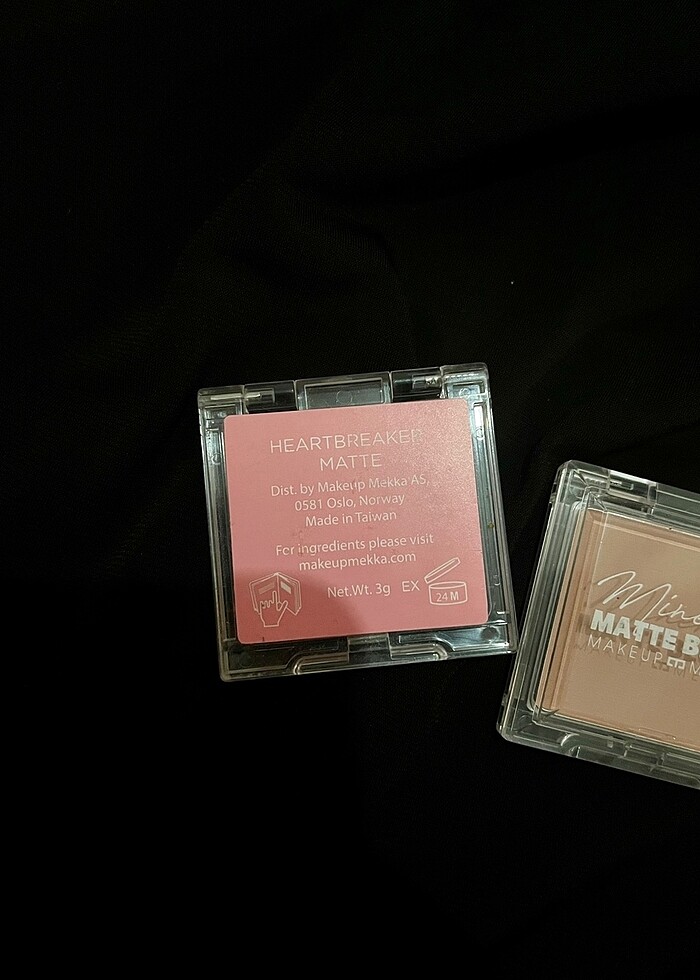 HEARTBREAKER
MATTE
Dist. by Makeup Mekka AS,
0581 Oslo, Norway
Made in Taiwan
For ingredients please visit
makeupmekka.com
Net.Wt. 3g EX
24 M
Mine
MATTE B
MAKEUP M